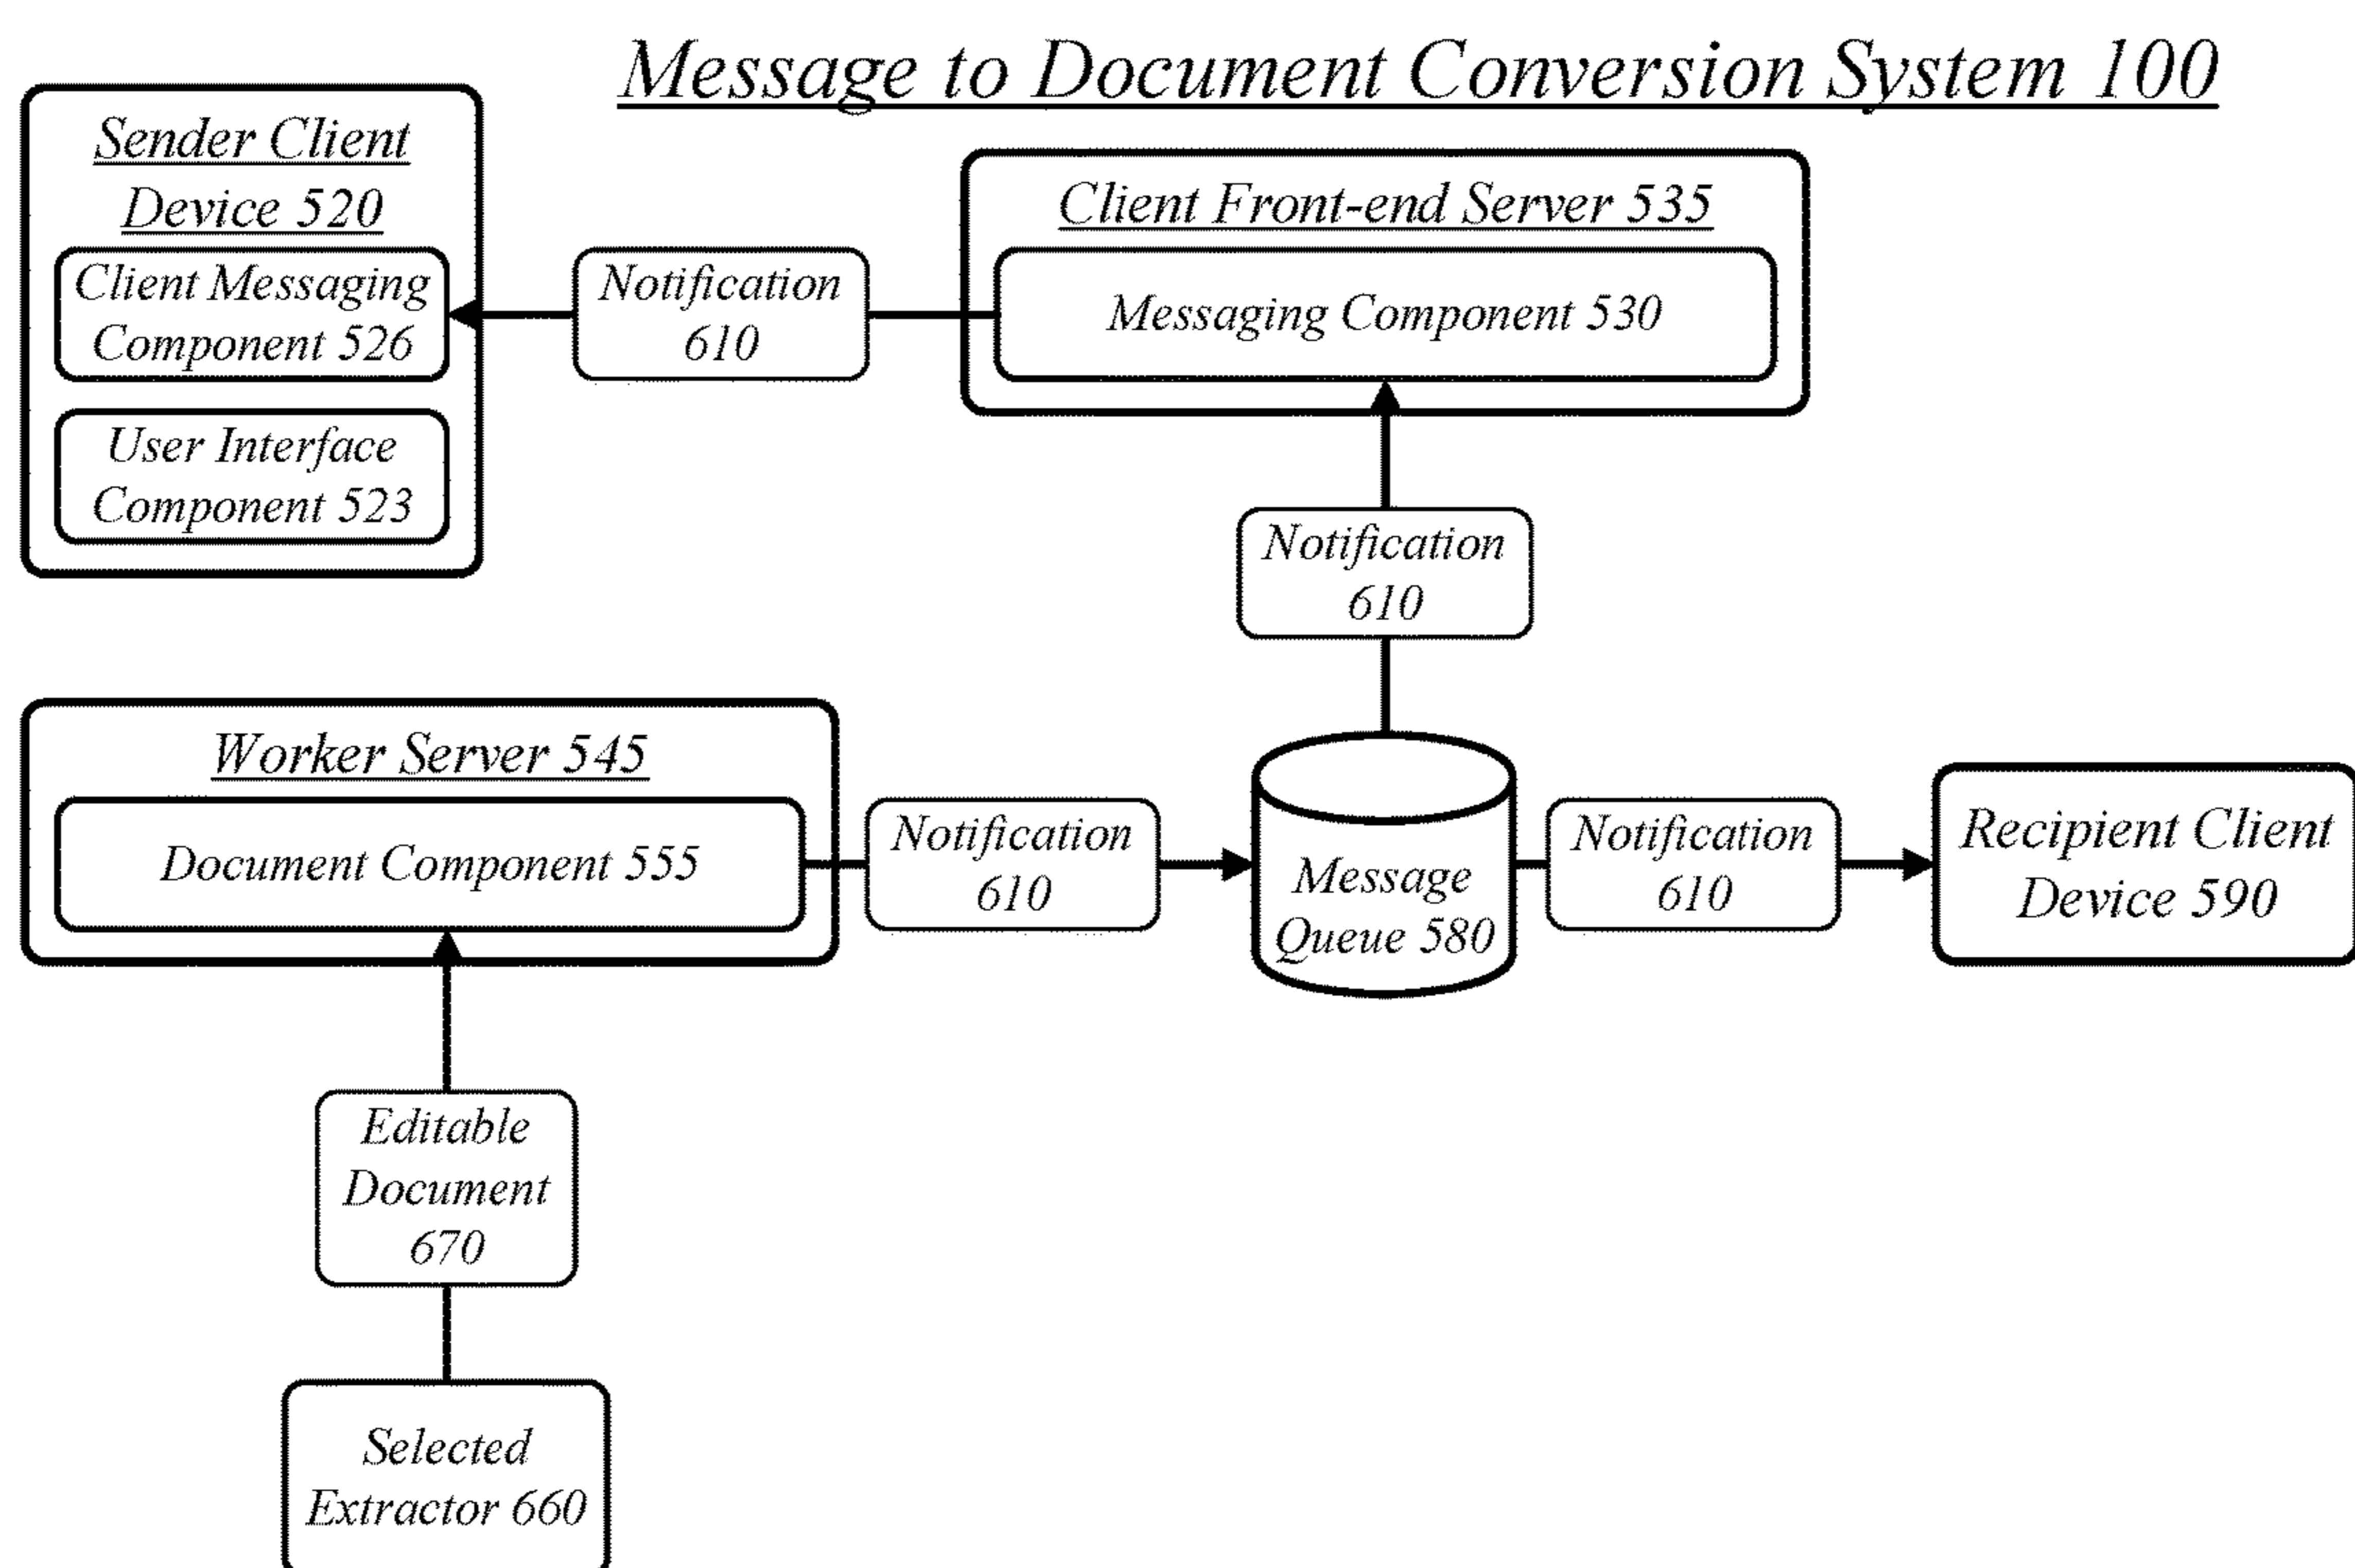 Message to Document Conversion System 100
Sender Client
Device 520
Client Messaging
Component 526
User Interface
Component 523
Notification
610
Client Front-end Server 535
Messaging Component 530
Notification
610
Worker Server 545
Document Component 555
Notification
610
Message
Queue 580
Notification
610
Recipient Client
Device 590
Editable
Document
670
Selected
Extractor 660